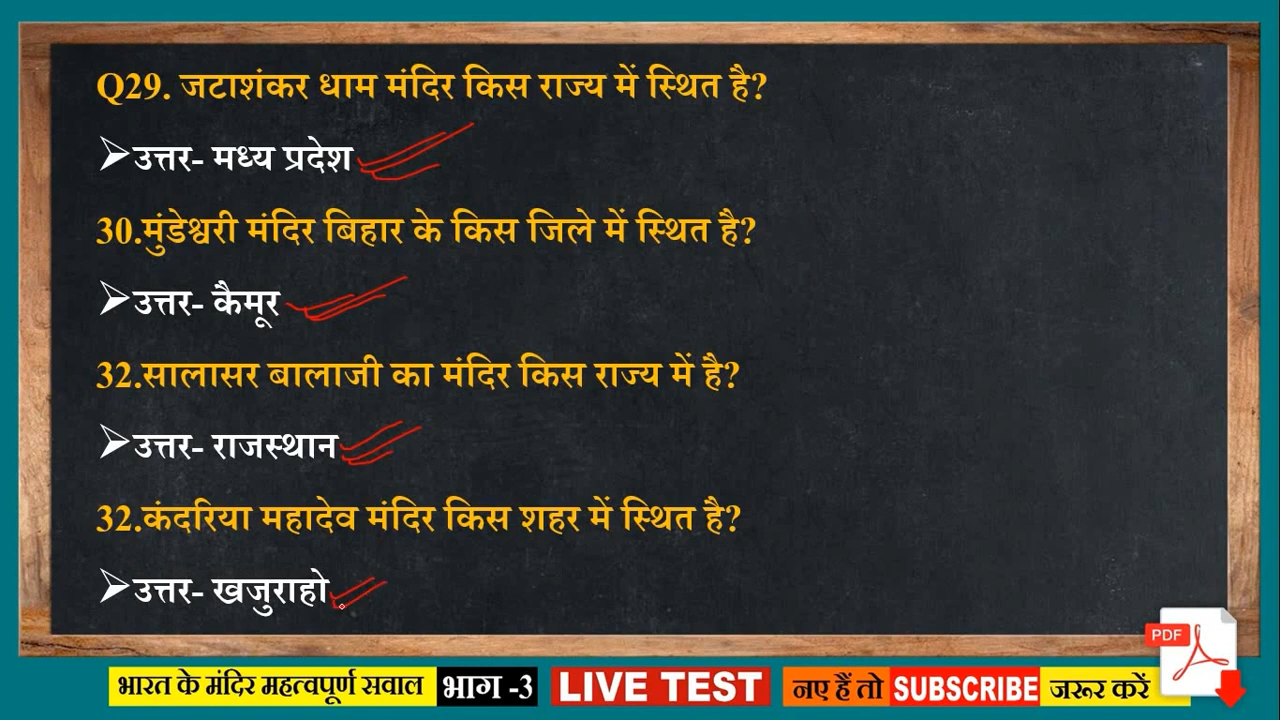 Q29. जटाशंकर धाम मंदिर किस राज्य में स्थित है?
➢उत्तर- मध्य प्रदेश
30.मुंडेश्वरी मंदिर बिहार के किस जिले में स्थित है?
➢उत्तर- कैमूर
32.सालासर बालाजी का मंदिर किस राज्य में है?
➢उत्तर- राजस्थान
32.कंदरिया महादेव मंदिर किस शहर में स्थित है?
➢उत्तर- खजुराहो
भारत के मंदिर महत्वपूर्ण सवाल भाग -3 LIVE TEST नए हैं तो SUBSCRIBE जरूर करें PDF